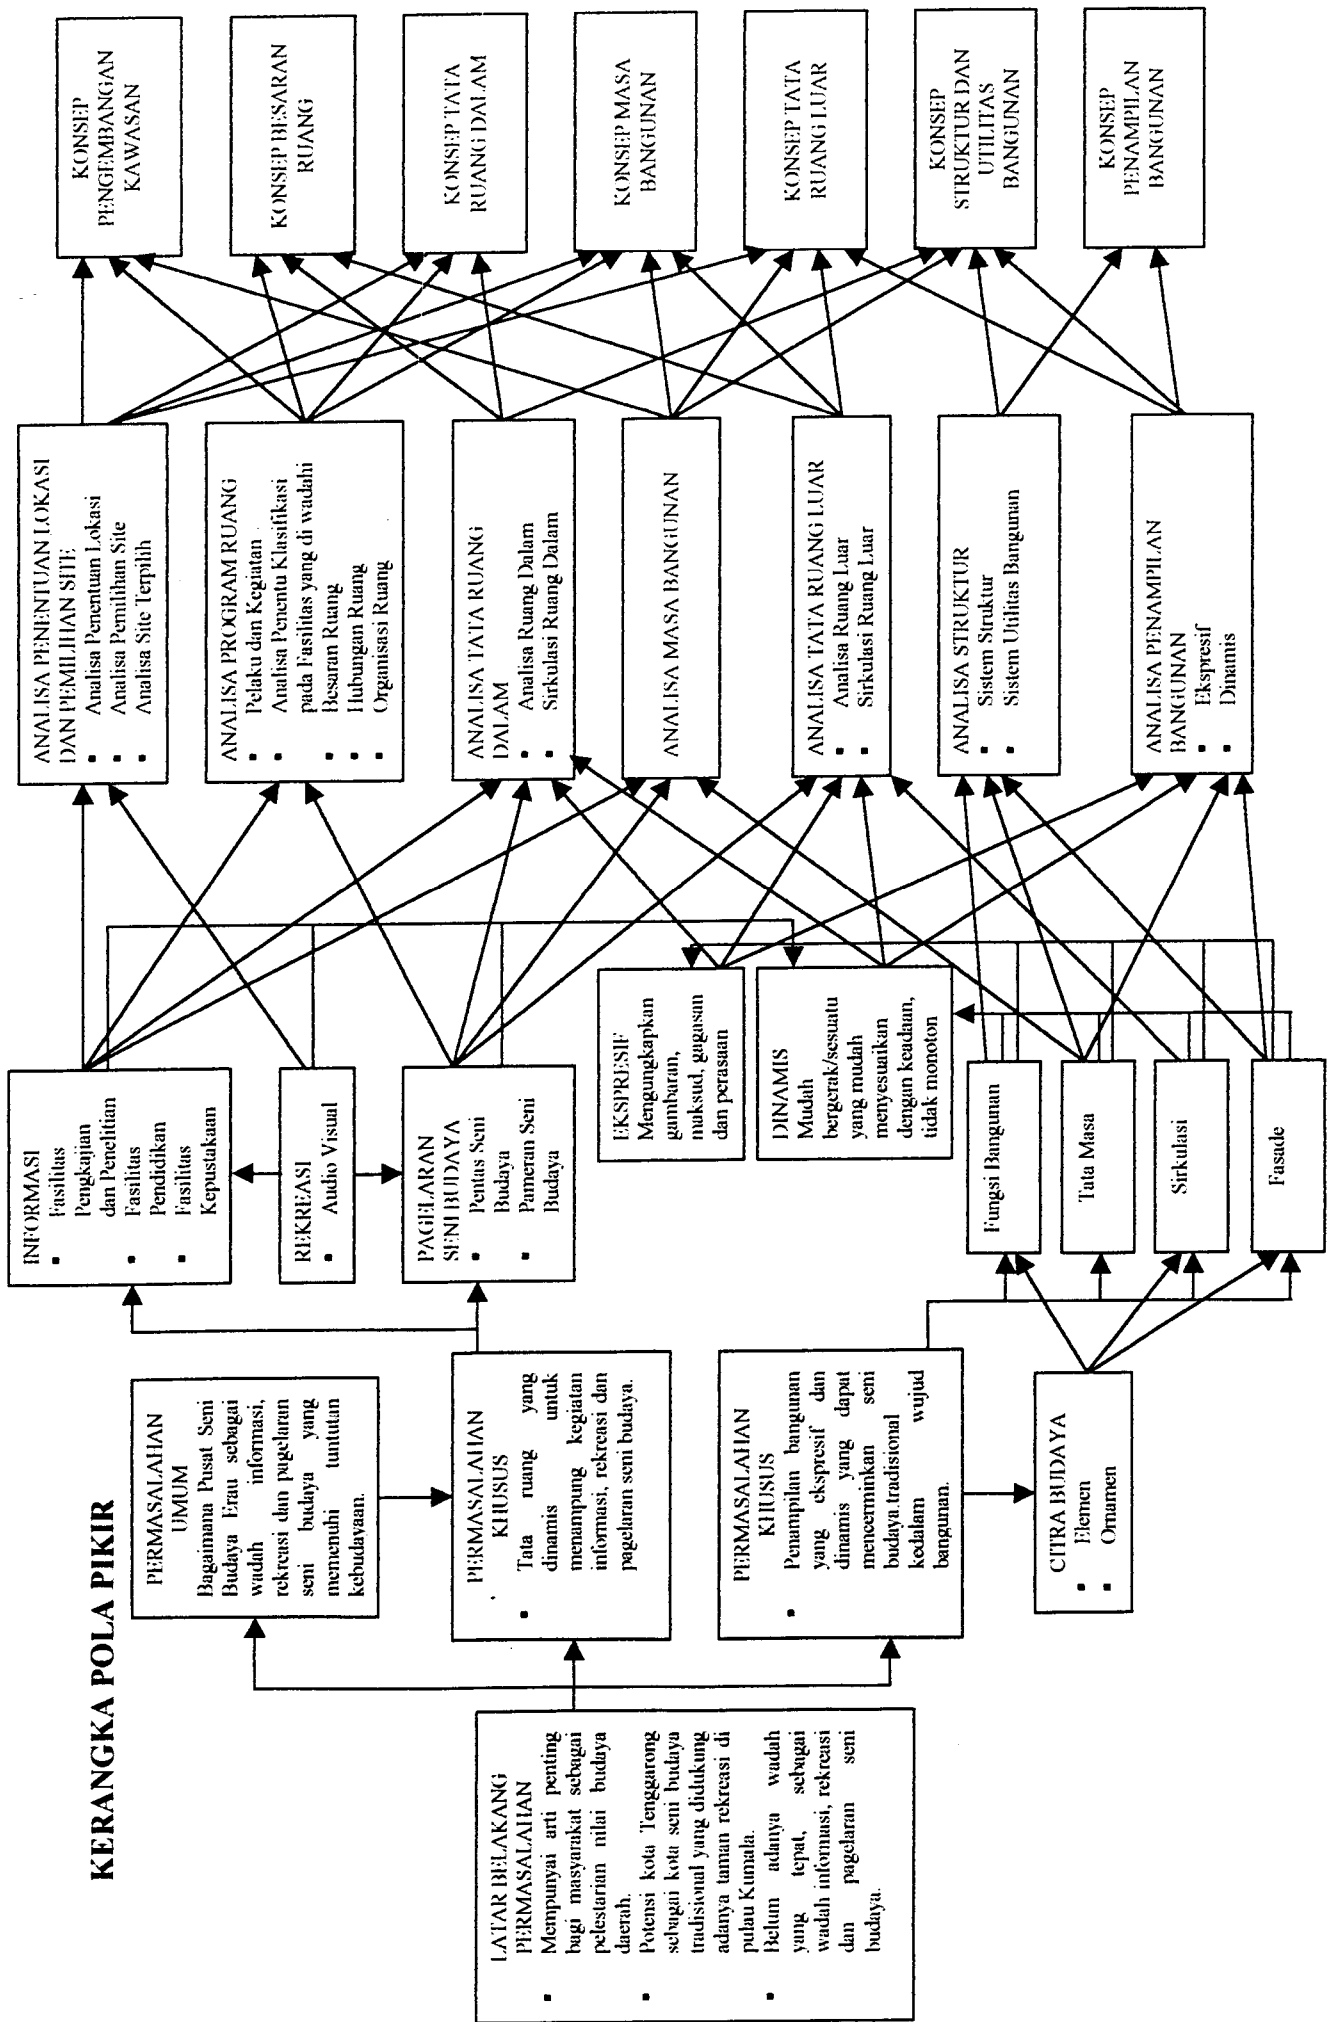 KERANGKA POLA PIKIR
LATAR BELAKANG
PERMASALAHAN
▪ Mempunyai arti penting
bagi masyarakat sebagai
pelestarian nilai budaya
daerah.
▪ Potensi kota Tenggarong
sebagai kota seni budaya
tradisional yang didukung
adanya taman rekreasi di
pulau Kumala.
▪ Belum adanya wadah
yang tepat, sebagai
wadah informasi, rekreasi
dan pagelaran seni
budaya.
PERMASALAHAN
UMUM
Bagaimana Pusat Seni
Budaya Erau sebagai
wadah informasi,
rekreasi dan pagelaran
seni budaya yang
memenuhi tuntutan
kebudayaan.
PERMASALAHAN
KHUSUS
▪ Tata ruang yang
dinamis untuk
menampung kegiatan
informasi, rekreasi dan
pagelaran seni budaya.
PERMASALAHAN
KHUSUS
▪ Penampilan bangunan
yang ekspresif dan
dinamis yang dapat
mencerminkan seni
budaya tradisional
kedalam wujud
bangunan.
CITRA BUDAYA
▪ Elemen
▪ Ornamen
INFORMASI
▪ Fasilitas
Pengkajian
dan Penelitian
▪ Fasilitas
Pendidikan
▪ Fasilitas
Kepustakaan
REKREASI
▪ Audio Visual
PAGELARAN
SENI BUDAYA
▪ Pentas Seni
Budaya
▪ Pameran Seni
Budaya
EKSPRESIF
Mengungkapkan
gambaran,
maksud, gagasan
dan perasaan
DINAMIS
Mudah
bergerak/sesuatu
yang mudah
menyesuaikan
dengan keadaan,
tidak monoton
Fungsi Bangunan
Tata Masa
Sirkulasi
Fasade
ANALISA PENENTUAN LOKASI
DAN PEMILIHAN SITE
▪ Analisa Penentuan Lokasi
▪ Analisa Pemilihan Site
▪ Analisa Site Terpilih
ANALISA PROGRAM RUANG
▪ Pelaku dan Kegiatan
▪ Analisa Penentu Klasifikasi
pada Fasilitas yang di wadahi
▪ Besaran Ruang
▪ Hubungan Ruang
▪ Organisasi Ruang
ANALISA TATA RUANG
DALAM
▪ Analisa Ruang Dalam
▪ Sirkulasi Ruang Dalam
ANALISA MASA BANGUNAN
ANALISA TATA RUANG LUAR
▪ Analisa Ruang Luar
▪ Sirkulasi Ruang Luar
ANALISA STRUKTUR
▪ Sistem Struktur
▪ Sistem Utilitas Bangunan
ANALISA PENAMPILAN
BANGUNAN
▪ Ekspresif
▪ Dinamis
KONSEP
PENGEMBANGAN
KAWASAN
KONSEP BESARAN
RUANG
KONSEP TATA
RUANG DALAM
KONSEP MASA
BANGUNAN
KONSEP TATA
RUANG LUAR
KONSEP
STRUKTUR DAN
UTILITAS
BANGUNAN
KONSEP
PENAMPILAN
BANGUNAN